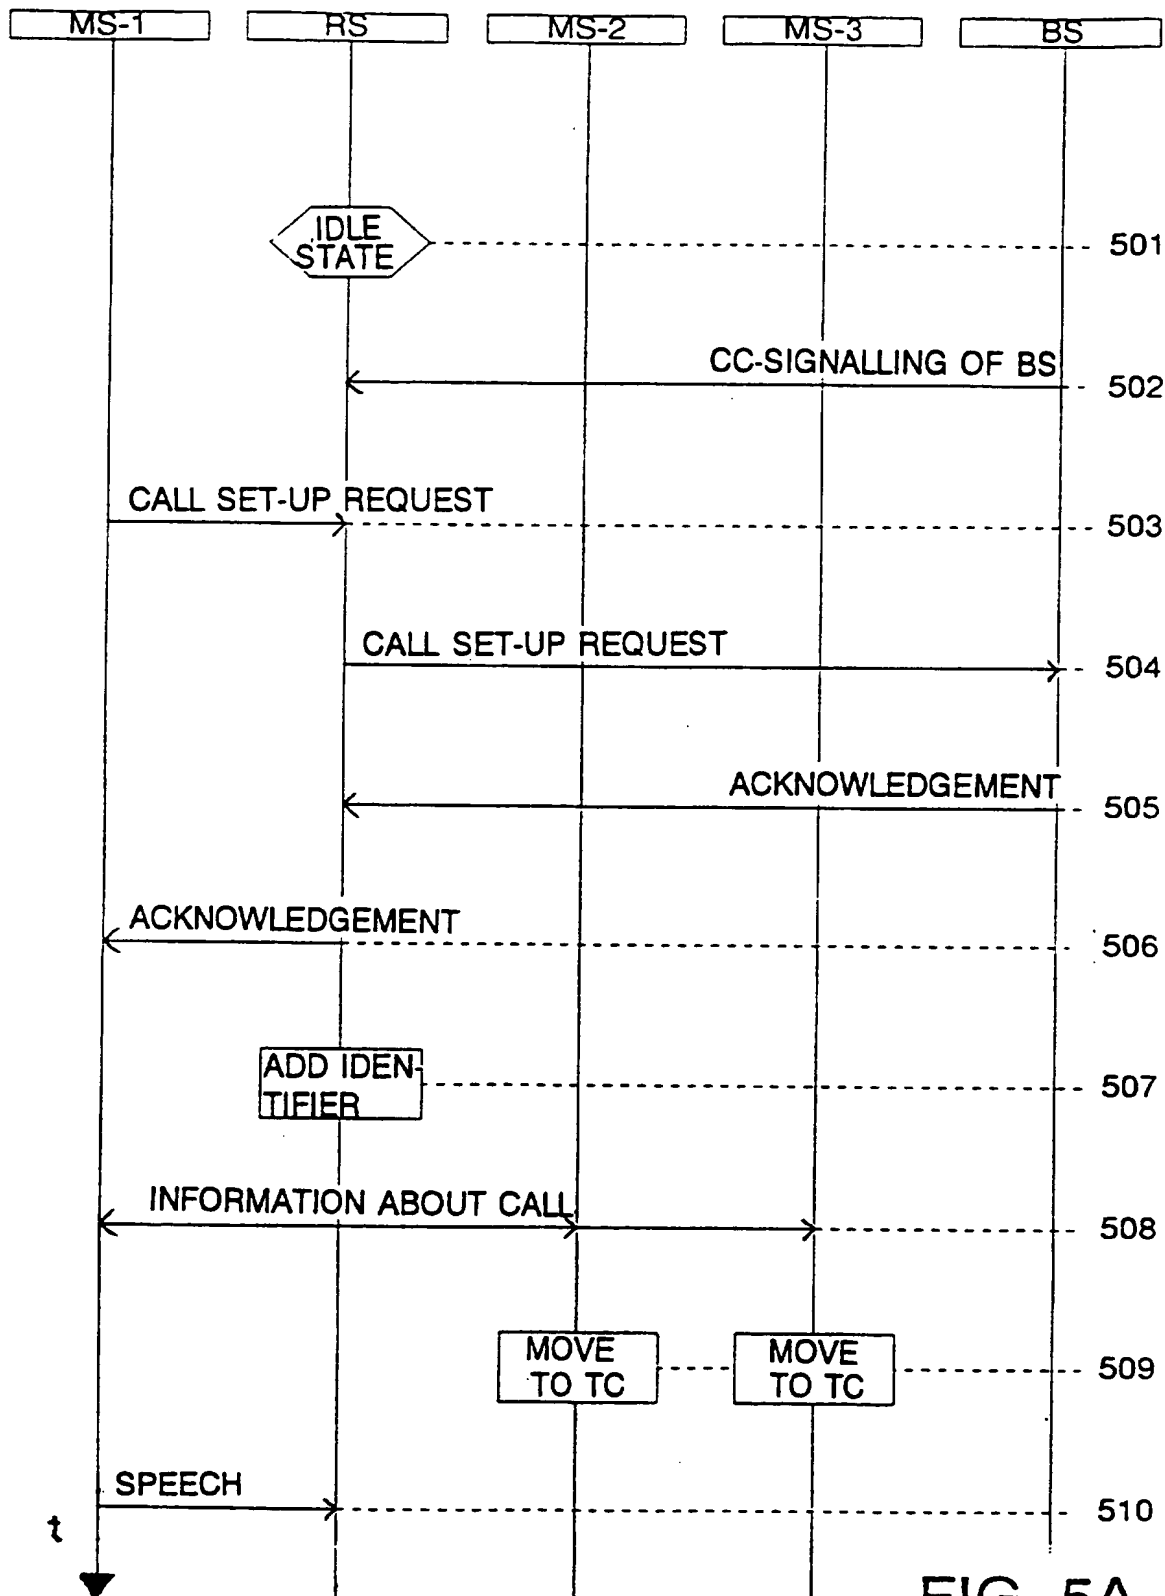 MS-1 RS MS-2 MS-3 BS
IDLE
STATE
501
CC-SIGNALLING OF BS
502
CALL SET-UP REQUEST
503
CALL SET-UP REQUEST
504
ACKNOWLEDGEMENT
505
ACKNOWLEDGEMENT
506
ADD IDEN-
TIFIER
507
INFORMATION ABOUT CALL
508
MOVE
TO TC
MOVE
TO TC
509
SPEECH
510
t
FIG. 5A